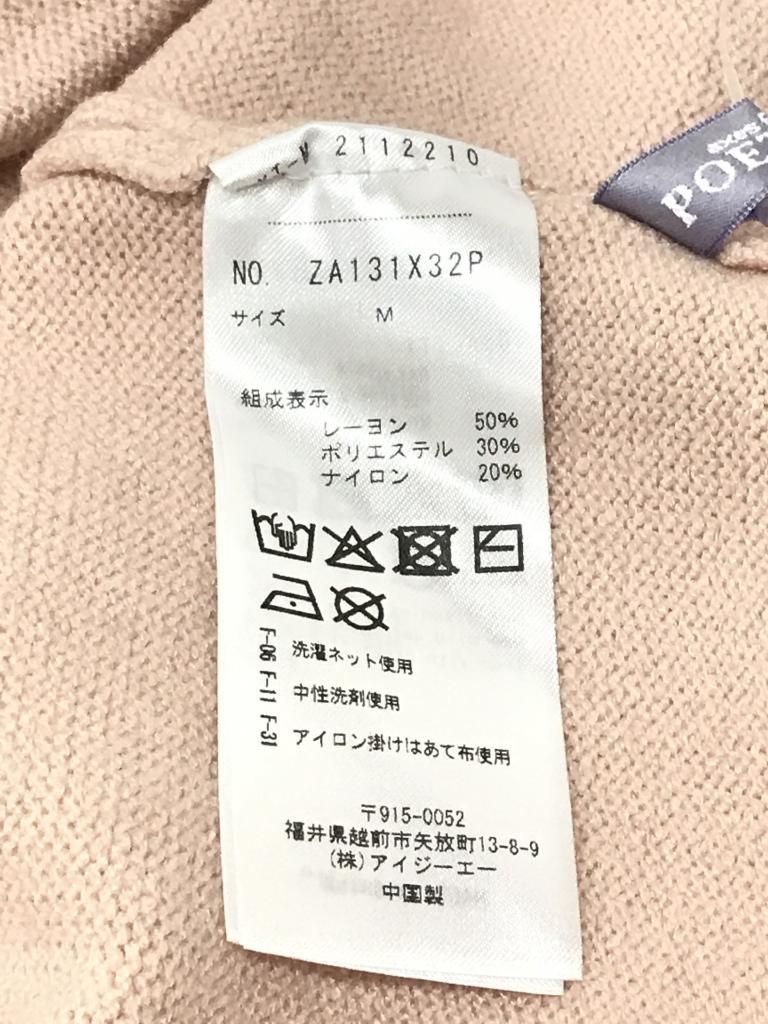 2112210
NO. ZA131X32P
サイズ M
組成表示
レーヨン 50%
ポリエステル 30%
ナイロン 20%
F-06 洗濯ネット使用
F-11 中性洗剤使用
F-31 アイロン掛けはあて布使用
〒915-0052
福井県越前市矢放町13-8-9
(株)アイジーエー
中国製
axes
POE